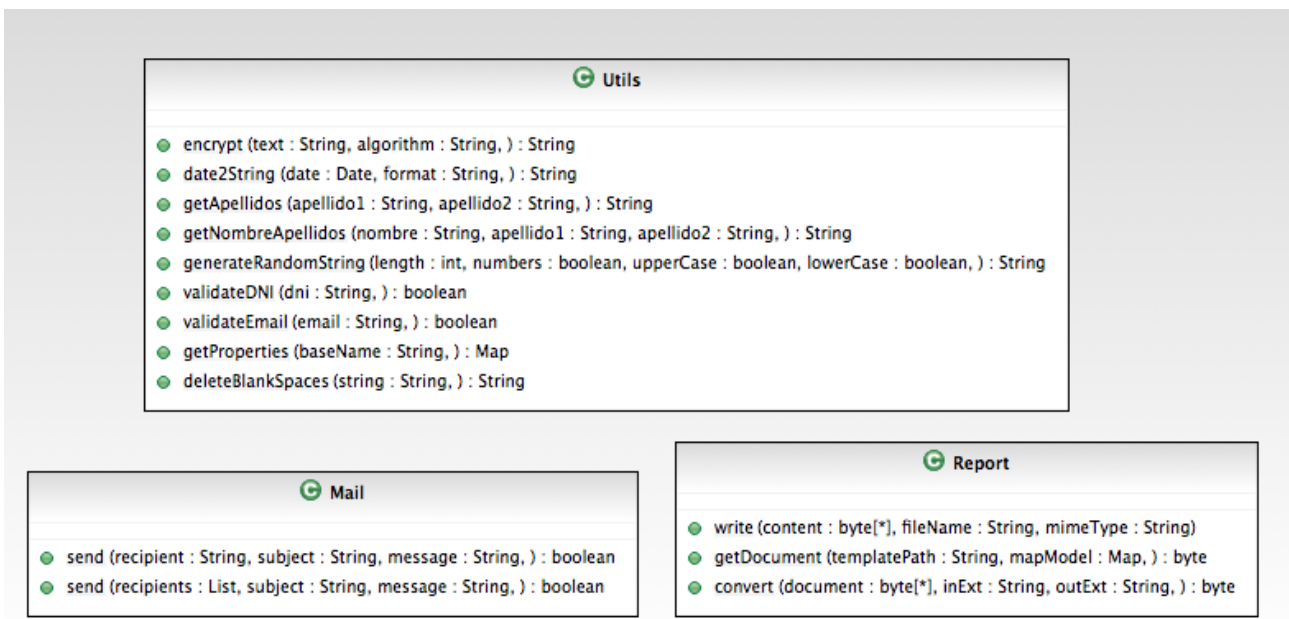 Utils
encrypt (text : String, algorithm : String, ) : String
date2String (date : Date, format : String, ) : String
getApellidos (apellido1 : String, apellido2 : String, ) : String
getNombreApellidos (nombre : String, apellido1 : String, apellido2 : String, ) : String
generateRandomString (length : int, numbers : boolean, upperCase : boolean, lowerCase : boolean, ) : String
validateDNI (dni : String, ) : boolean
validateEmail (email : String, ) : boolean
getProperties (baseName : String, ) : Map
deleteBlankSpaces (string : String, ) : String
Mail
send (recipient : String, subject : String, message : String, ) : boolean
send (recipients : List, subject : String, message : String, ) : boolean
Report
write (content : byte[*], fileName : String, mimeType : String)
getDocument (templatePath : String, mapModel : Map, ) : byte
convert (document : byte[*], inExt : String, outExt : String, ) : byte